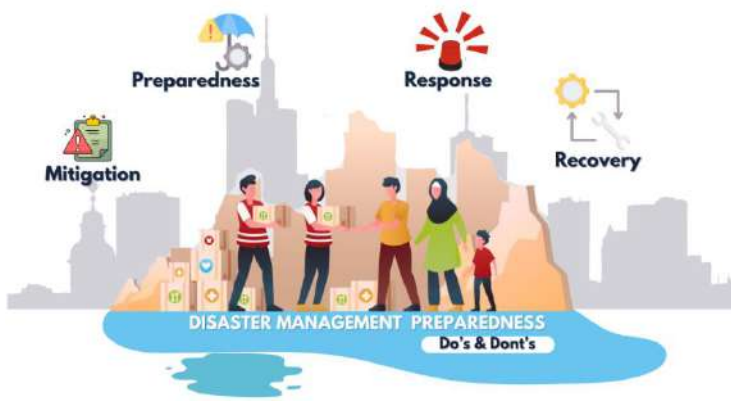 Preparedness
Response
Mitigation
Recovery
DISASTER MANAGEMENT PREPAREDNESS
Do's & Dont's